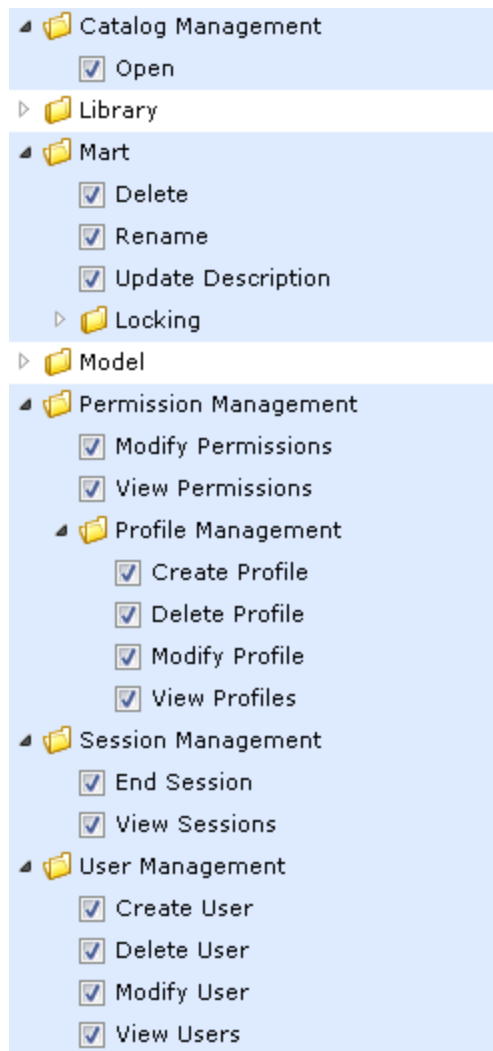 Catalog Management
Open
Library
Mart
Delete
Rename
Update Description
Locking
Model
Permission Management
Modify Permissions
View Permissions
Profile Management
Create Profile
Delete Profile
Modify Profile
View Profiles
Session Management
End Session
View Sessions
User Management
Create User
Delete User
Modify User
View Users